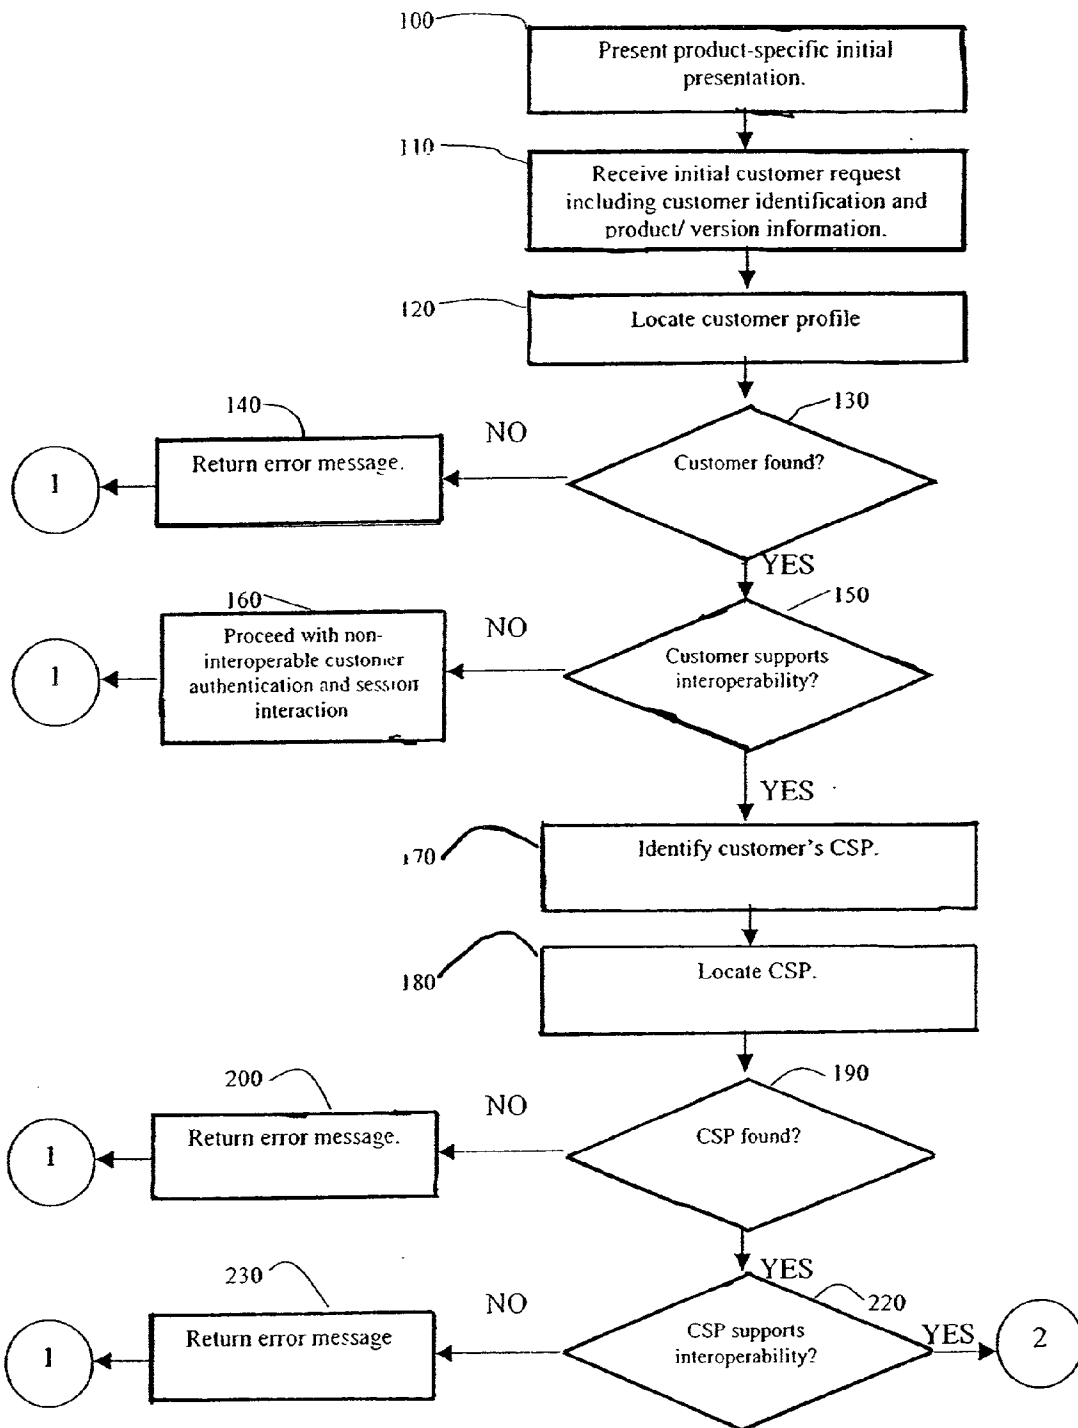 100
Present product-specific initial
presentation.
110
Receive initial customer request
including customer identification and
product/ version information.
120
Locate customer profile
130
140
NO
Customer found?
Return error message.
1
YES
150
160
NO
Proceed with non-
interoperable customer
authentication and session
interaction
Customer supports
interoperability?
1
YES
170
Identify customer's CSP.
180
Locate CSP.
190
200
NO
CSP found?
Return error message.
1
YES
220
230
NO
CSP supports
interoperability?
Return error message
1
YES
2